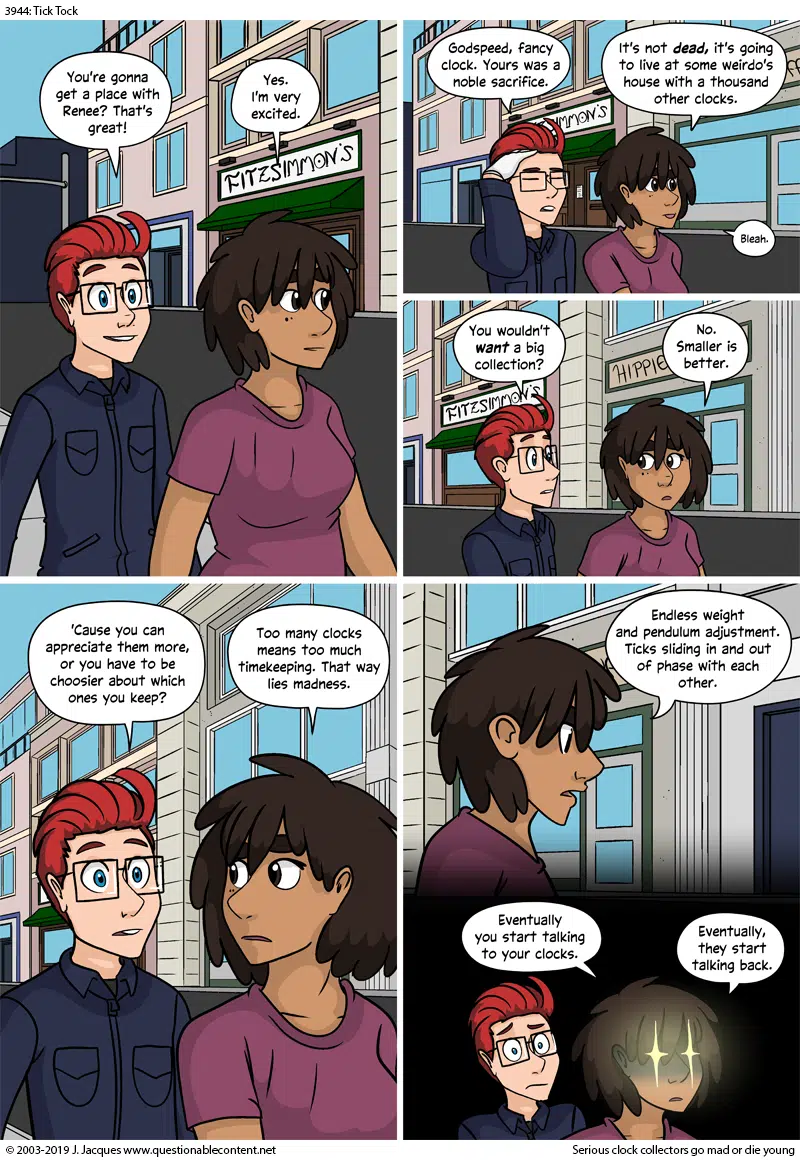 3944: Tick Tock
You're gonna
get a place with
Renee? That's
great!
Yes.
I'm very
excited.
FITZSIMMON'S
Godspeed, fancy
clock. Yours was a
noble sacrifice.
It's not dead, it's going
to live at some weirdo's
house with a thousand
other clocks.
MMON'S
Bleah.
You wouldn't
want a big
collection?
No.
Smaller is
better.
FITZSIMMON'S
HIPPIE
'Cause you can
appreciate them more,
or you have to be
choosier about which
ones you keep?
Too many clocks
means too much
timekeeping. That way
lies madness.
Endless weight
and pendulum adjustment.
Ticks sliding in and out
of phase with each
other.
Eventually
you start talking
to your clocks.
Eventually,
they start
talking back.
© 2003-2019 J. Jacques www.questionablecontent.net
Serious clock collectors go mad or die young